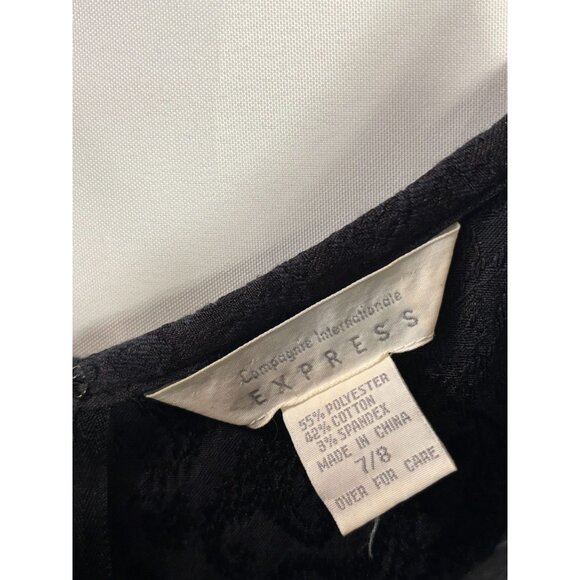 Compagnie Internationale
EXPRESS
55% POLYESTER
42% COTTON
3% SPANDEX
MADE IN CHINA
7/8
OVER FOR CARE